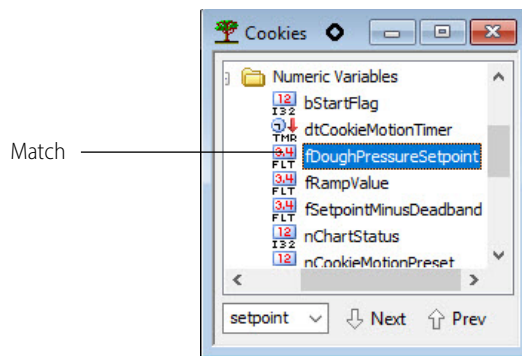 Cookies
Numeric Variables
12 I32 bStartFlag
TMR dtCookieMotionTimer
Match
3.4 FLT fDoughPressureSetpoint
3.4 FLT fRampValue
3.4 FLT fSetpointMinusDeadband
12 I32 nChartStatus
12 nCookieMotionPreset
setpoint Next Prev